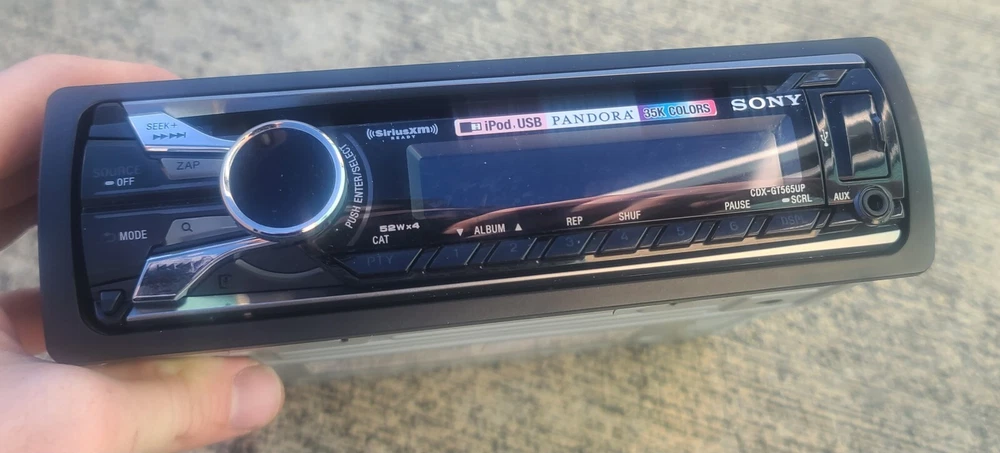 SEEK+
SOURCE
OFF
ZAP
MODE
PUSH ENTER/SELECT
((SiriusXM))
READY
iPod USB
PANDORA
35K COLORS
SONY
CDX-GT565UP
SCRL
AUX
PAUSE
SHUF
REP
ALBUM
52W×4
CAT
PTY
1
2
3
4
5
6
DSPL